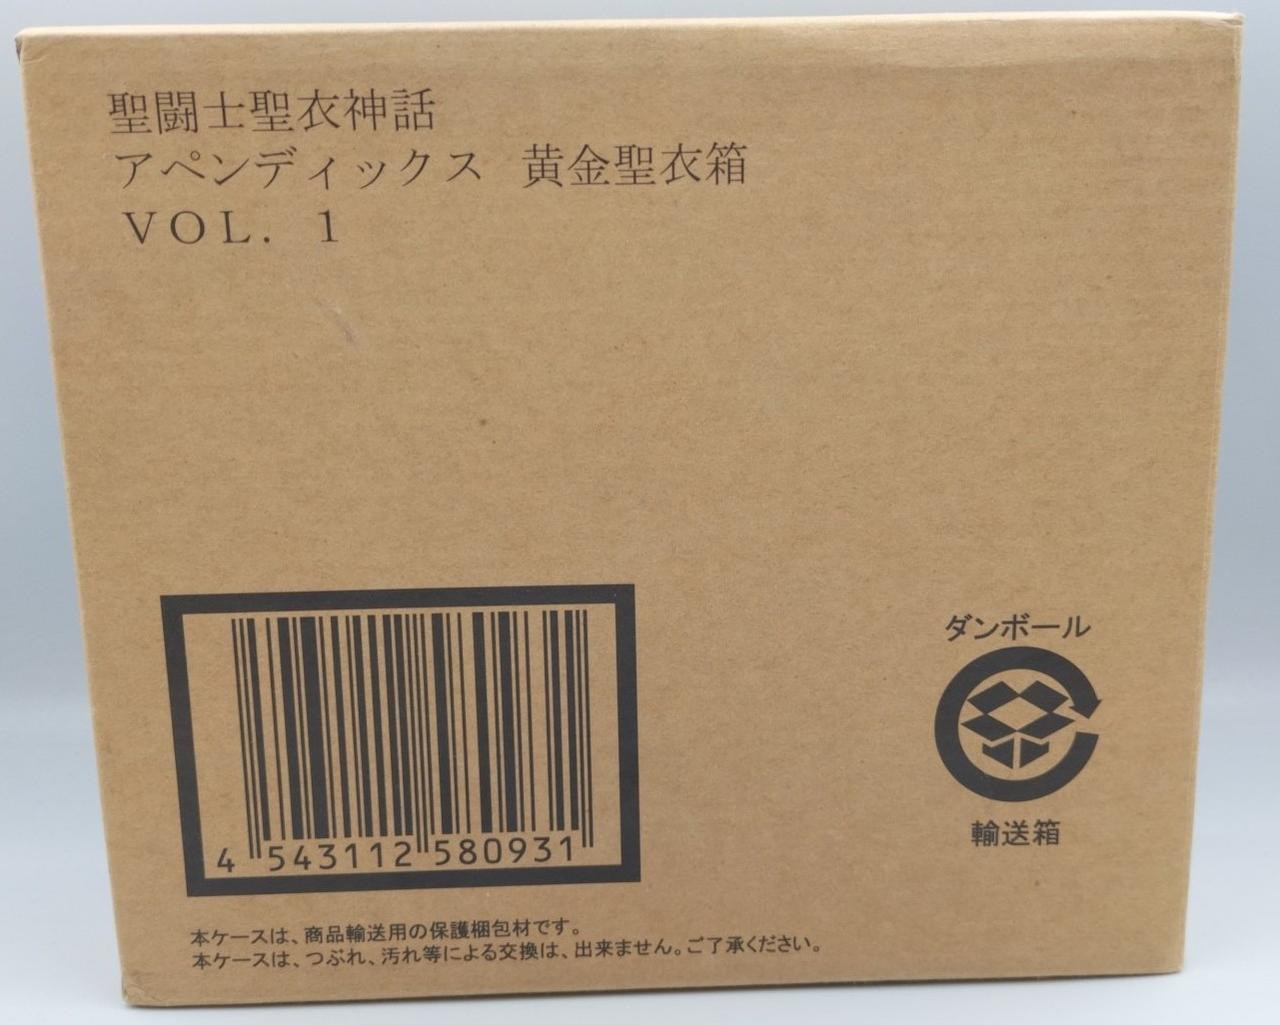 聖闘士聖衣神話
アペンディックス 黄金聖衣箱
VOL. 1
4 543112 580931
ダンボール
輸送箱
本ケースは、商品輸送用の保護梱包材です。
本ケースは、つぶれ、汚れ等による交換は、出来ません。ご了承ください。